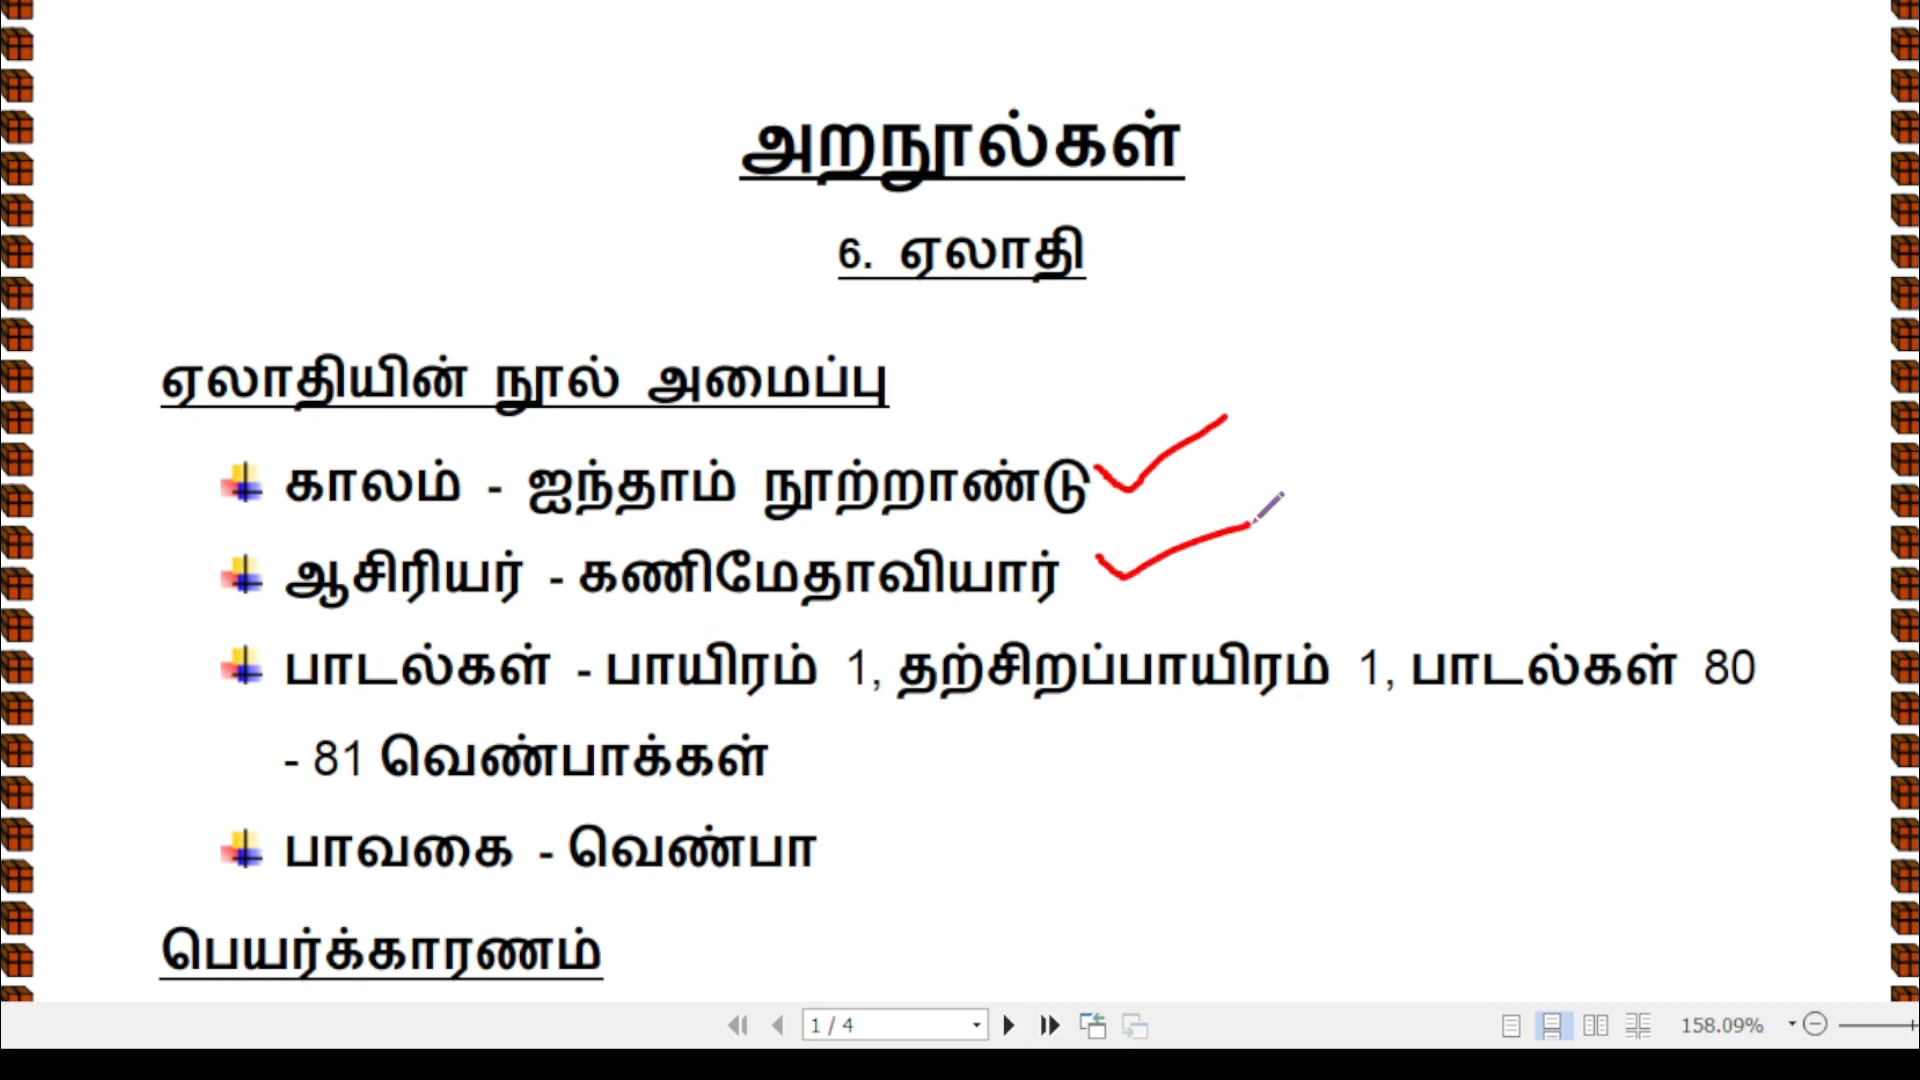 அறநூல்கள்
6. ஏலாதி
ஏலாதியின் நூல் அமைப்பு
காலம் - ஐந்தாம் நூற்றாண்டு
ஆசிரியர் - கணிமேதாவியார்
பாடல்கள் - பாயிரம் 1, தற்சிறப்பாயிரம் 1, பாடல்கள் 80
- 81 வெண்பாக்கள்
பாவகை - வெண்பா
பெயர்க்காரணம்
1 / 4
158.09%